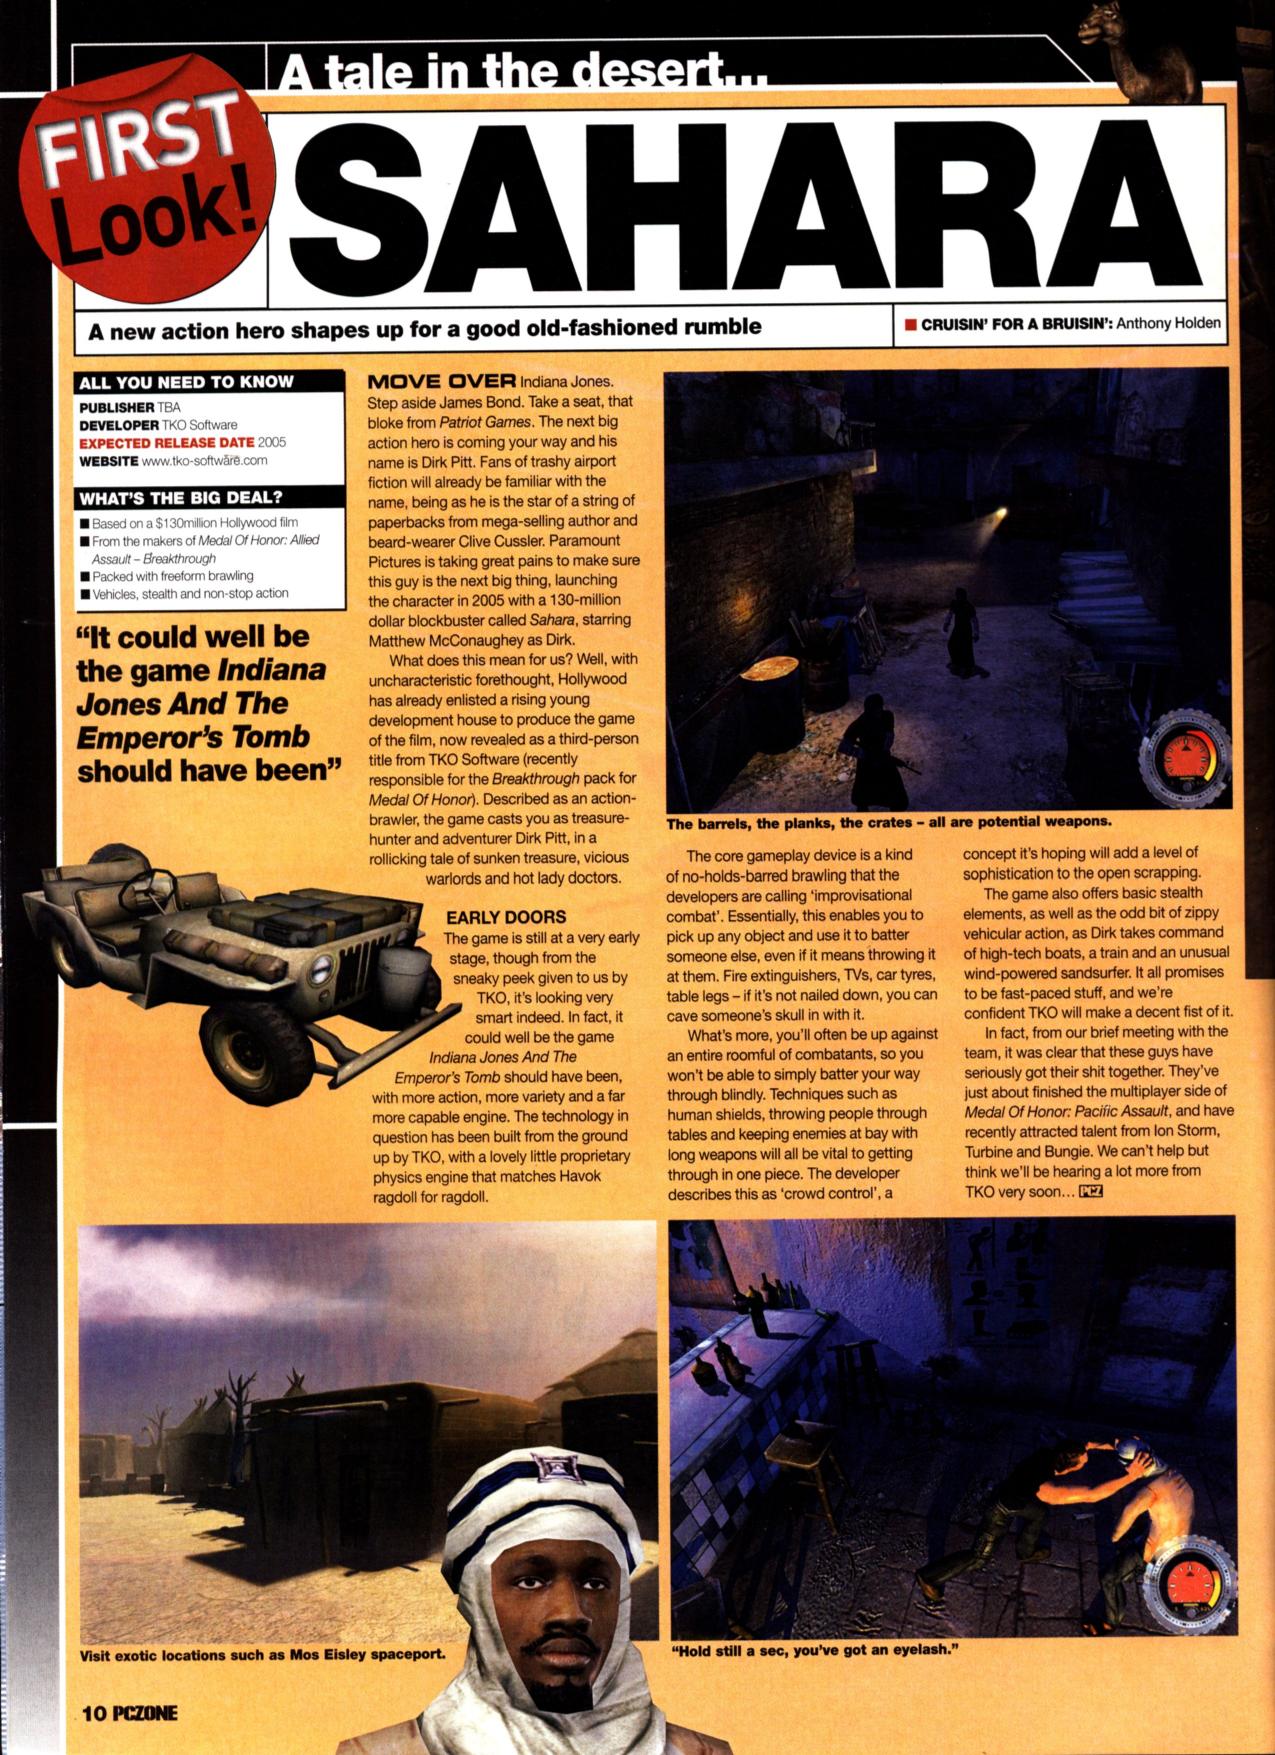 A tale in the desert...
FIRST
Look!
SAHARA
A new action hero shapes up for a good old-fashioned rumble
■ CRUISIN' FOR A BRUISIN': Anthony Holden
ALL YOU NEED TO KNOW
PUBLISHER TBA
DEVELOPER TKO Software
EXPECTED RELEASE DATE 2005
WEBSITE www.tko-software.com
WHAT'S THE BIG DEAL?
■ Based on a $130million Hollywood film
■ From the makers of Medal Of Honor: Allied
Assault – Breakthrough
■ Packed with freeform brawling
■ Vehicles, stealth and non-stop action
“It could well be
the game Indiana
Jones And The
Emperor's Tomb
should have been”
MOVE OVER Indiana Jones.
Step aside James Bond. Take a seat, that
bloke from Patriot Games. The next big
action hero is coming your way and his
name is Dirk Pitt. Fans of trashy airport
fiction will already be familiar with the
name, being as he is the star of a string of
paperbacks from mega-selling author and
beard-wearer Clive Cussler. Paramount
Pictures is taking great pains to make sure
this guy is the next big thing, launching
the character in 2005 with a 130-million
dollar blockbuster called Sahara, starring
Matthew McConaughey as Dirk.
What does this mean for us? Well, with
uncharacteristic forethought, Hollywood
has already enlisted a rising young
development house to produce the game
of the film, now revealed as a third-person
title from TKO Software (recently
responsible for the Breakthrough pack for
Medal Of Honor). Described as an action-
brawler, the game casts you as treasure-
hunter and adventurer Dirk Pitt, in a
rollicking tale of sunken treasure, vicious
warlords and hot lady doctors.
EARLY DOORS
The game is still at a very early
stage, though from the
sneaky peek given to us by
TKO, it's looking very
smart indeed. In fact, it
could well be the game
Indiana Jones And The
Emperor's Tomb should have been,
with more action, more variety and a far
more capable engine. The technology in
question has been built from the ground
up by TKO, with a lovely little proprietary
physics engine that matches Havok
ragdoll for ragdoll.
The barrels, the planks, the crates – all are potential weapons.
The core gameplay device is a kind
of no-holds-barred brawling that the
developers are calling 'improvisational
combat'. Essentially, this enables you to
pick up any object and use it to batter
someone else, even if it means throwing it
at them. Fire extinguishers, TVs, car tyres,
table legs – if it's not nailed down, you can
cave someone's skull in with it.
What's more, you'll often be up against
an entire roomful of combatants, so you
won't be able to simply batter your way
through blindly. Techniques such as
human shields, throwing people through
tables and keeping enemies at bay with
long weapons will all be vital to getting
through in one piece. The developer
describes this as 'crowd control', a
concept it's hoping will add a level of
sophistication to the open scrapping.
The game also offers basic stealth
elements, as well as the odd bit of zippy
vehicular action, as Dirk takes command
of high-tech boats, a train and an unusual
wind-powered sandsurfer. It all promises
to be fast-paced stuff, and we're
confident TKO will make a decent fist of it.
In fact, from our brief meeting with the
team, it was clear that these guys have
seriously got their shit together. They've
just about finished the multiplayer side of
Medal Of Honor: Pacific Assault, and have
recently attracted talent from Ion Storm,
Turbine and Bungie. We can't help but
think we'll be hearing a lot more from
TKO very soon... PCZ
Visit exotic locations such as Mos Eisley spaceport.
“Hold still a sec, you've got an eyelash.”
10 PCZONE